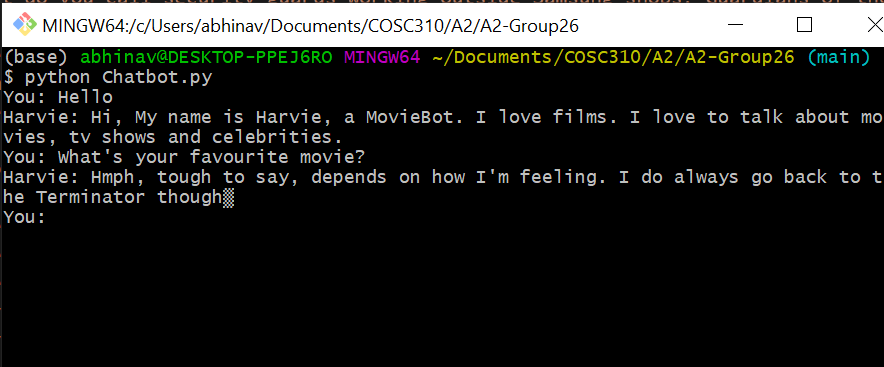 MINGW64:/c/Users/abhinav/Documents/COSC310/A2/A2-Group26
(base) abhinav@DESKTOP-PPEJ6RO MINGW64 ~/Documents/COSC310/A2/A2-Group26 (main)
$ python Chatbot.py
You: Hello
Harvie: Hi, My name is Harvie, a MovieBot. I love films. I love to talk about mo
vies, tv shows and celebrities.
You: What's your favourite movie?
Harvie: Hmph, tough to say, depends on how I'm feeling. I do always go back to t
he Terminator though▒
You: